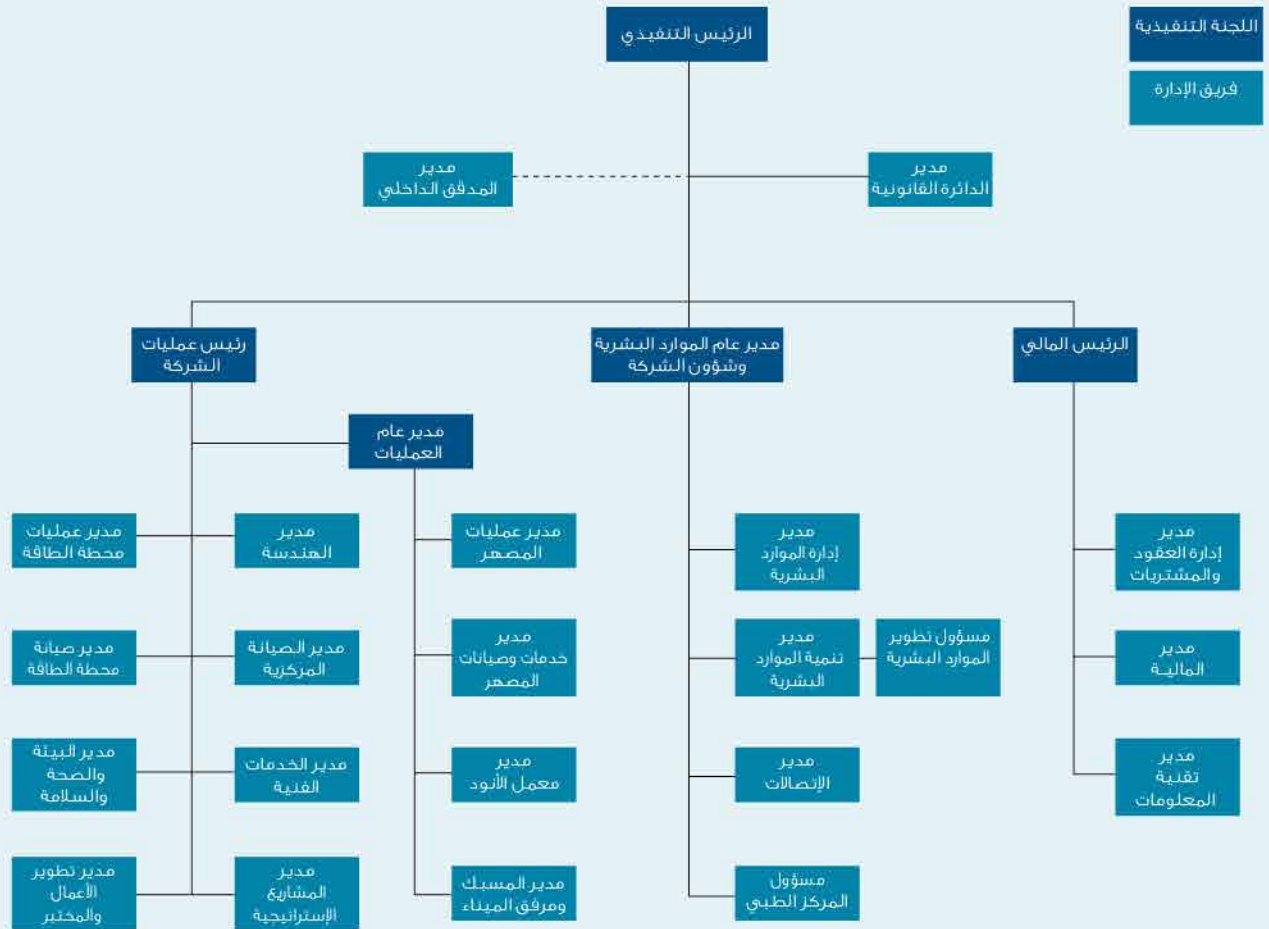 الرئيس التنفيذي
اللجنة التنفيذية
فريق الإدارة
مدير
الدائرة القانونية
مدير
المدقق الداخلي
الرئيس المالي
مدير عام الموارد البشرية
وشؤون الشركة
رئيس عمليات
الشركة
مدير عام
العمليات
مدير
إدارة العقود
والمشتريات
مدير
المالية
مدير
تقنية
المعلومات
مدير
إدارة الموارد
البشرية
مدير
تنمية الموارد
البشرية
مسؤول تطوير
الموارد البشرية
مدير
الإتصالات
مسؤول
المركز الطبي
مدير عمليات
المصهر
مدير
خدمات وصيانات
المصهر
مدير
معمل الأنود
مدير المسبك
ومرفق الميناء
مدير
الهندسة
مدير الصيانة
المركزية
مدير الخدمات
الفنية
مدير
المشاريع
الإستراتيجية
مدير عمليات
محطة الطاقة
مدير صيانة
محطة الطاقة
مدير البيئة
والصحة
والسلامة
مدير تطوير
الأعمال
والمختبر